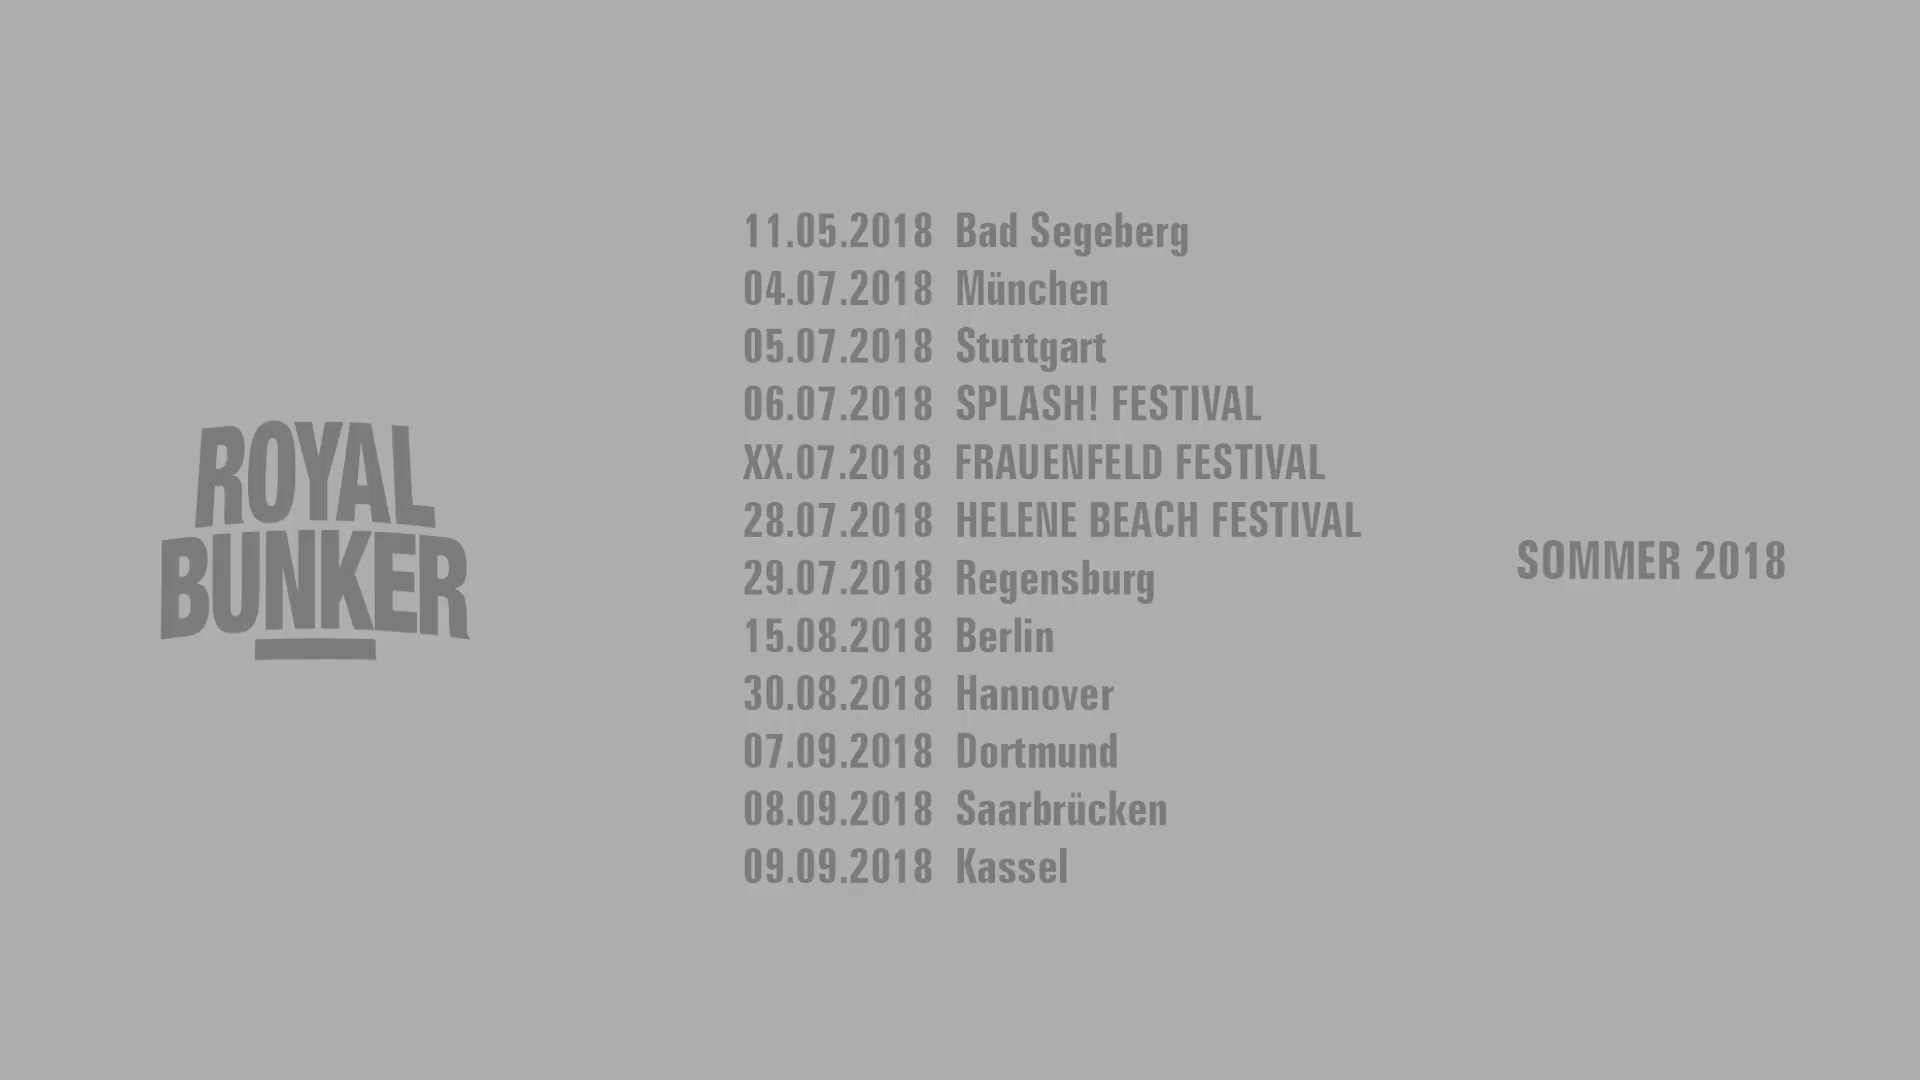 ROYAL
BUNKER
11.05.2018 Bad Segeberg
04.07.2018 München
05.07.2018 Stuttgart
06.07.2018 SPLASH! FESTIVAL
XX.07.2018 FRAUENFELD FESTIVAL
28.07.2018 HELENE BEACH FESTIVAL
29.07.2018 Regensburg
15.08.2018 Berlin
30.08.2018 Hannover
07.09.2018 Dortmund
08.09.2018 Saarbrücken
09.09.2018 Kassel
SOMMER 2018